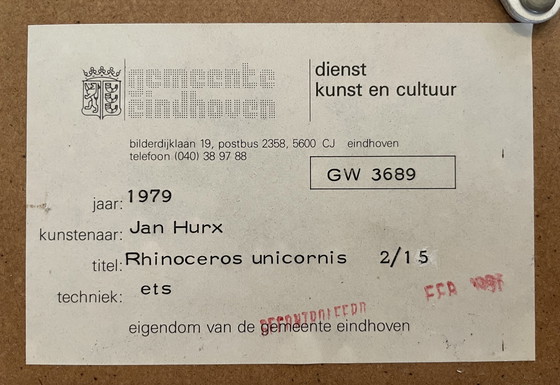 gemeente
eindhoven
dienst
kunst en cultuur
bilderdijklaan 19, postbus 2358, 5600 CJ eindhoven
telefoon (040) 38 97 88
GW 3689
jaar: 1979
kunstenaar: Jan Hurx
titel: Rhinoceros unicornis 2/15
techniek: ets
GECONTROLEERD
eigendom van de gemeente eindhoven